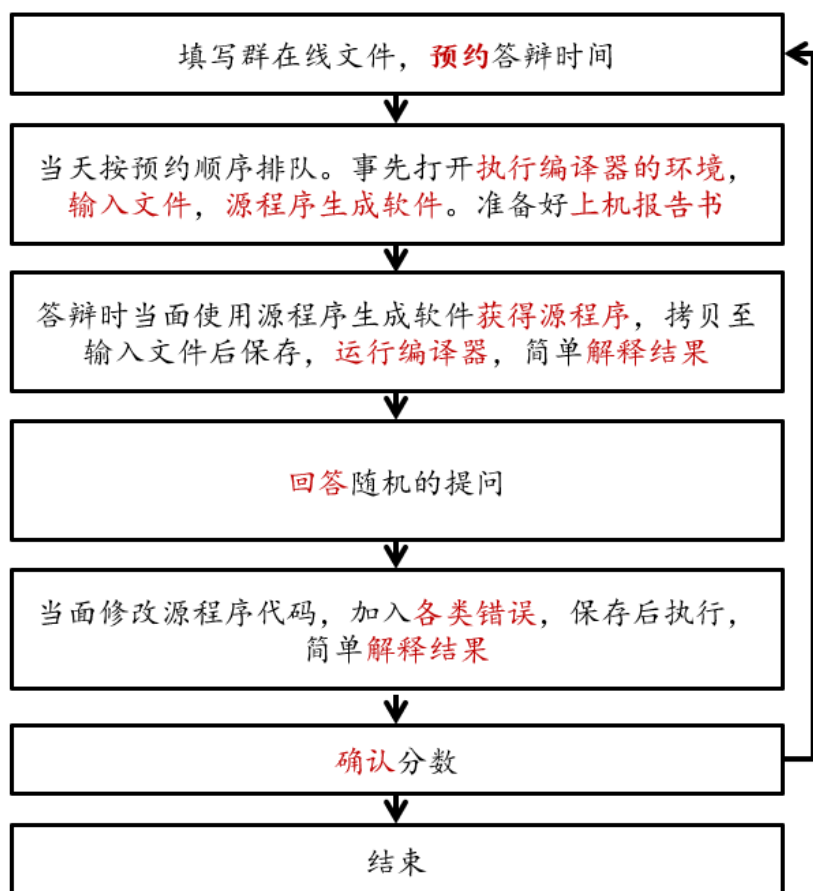 填写群在线文件，预约答辩时间
当天按预约顺序排队。事先打开执行编译器的环境，
输入文件，源程序生成软件。准备好上机报告书
答辩时当面使用源程序生成软件获得源程序，拷贝至
输入文件后保存，运行编译器，简单解释结果
回答随机的提问
当面修改源程序代码，加入各类错误，保存后执行，
简单解释结果
确认分数
结束